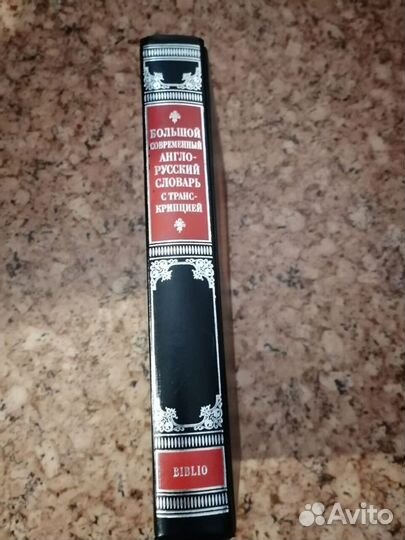 БОЛЬШОЙ
СОВРЕМЕННЫЙ
АНГЛО-
РУССКИЙ
СЛОВАРЬ
С ТРАНС-
КРИПЦИЕЙ
BIBLIO
Avito